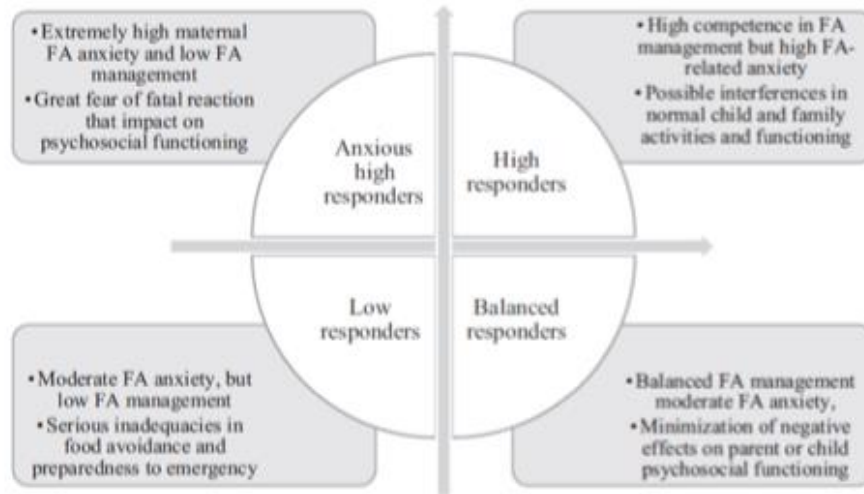 •Extremely high maternal
FA anxiety and low FA
management
•Great fear of fatal reaction
that impact on
psychosocial functioning
•High competence in FA
management but high FA-
related anxiety
•Possible interferences in
normal child and family
activities and functioning
Anxious
high
responders
High
responders
Low
responders
Balanced
responders
•Moderate FA anxiety, but
low FA management
•Serious inadequacies in
food avoidance and
preparedness to emergency
•Balanced FA management
moderate FA anxiety,
•Minimization of negative
effects on parent or child
psychosocial functioning